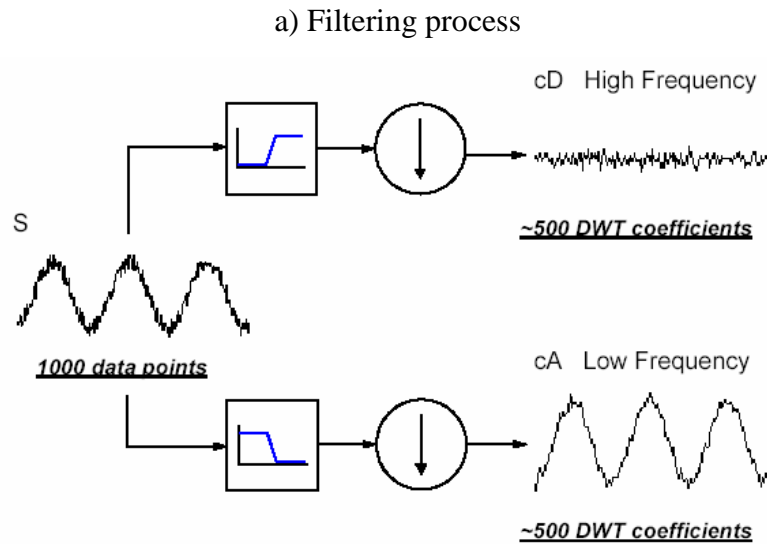 a) Filtering process
cD High Frequency
~500 DWT coefficients
S
1000 data points
cA Low Frequency
~500 DWT coefficients